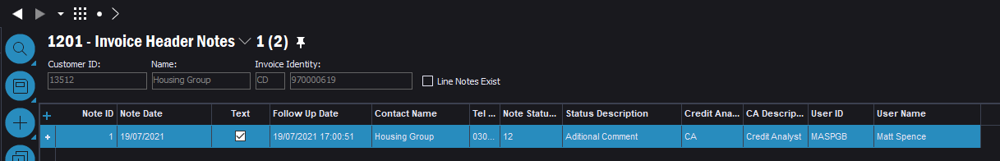 1201 - Invoice Header Notes 1 (2)
Customer ID: Name: Invoice Identity:
13512 Housing Group CD 970000619 Line Notes Exist
Note ID Note Date Text Follow Up Date Contact Name Tel ... Note Statu... Status Description Credit Ana... CA Descrip... User ID User Name
1 19/07/2021 19/07/2021 17:00:51 Housing Group 030... 12 Aditional Comment CA Credit Analyst MASPGB Matt Spence